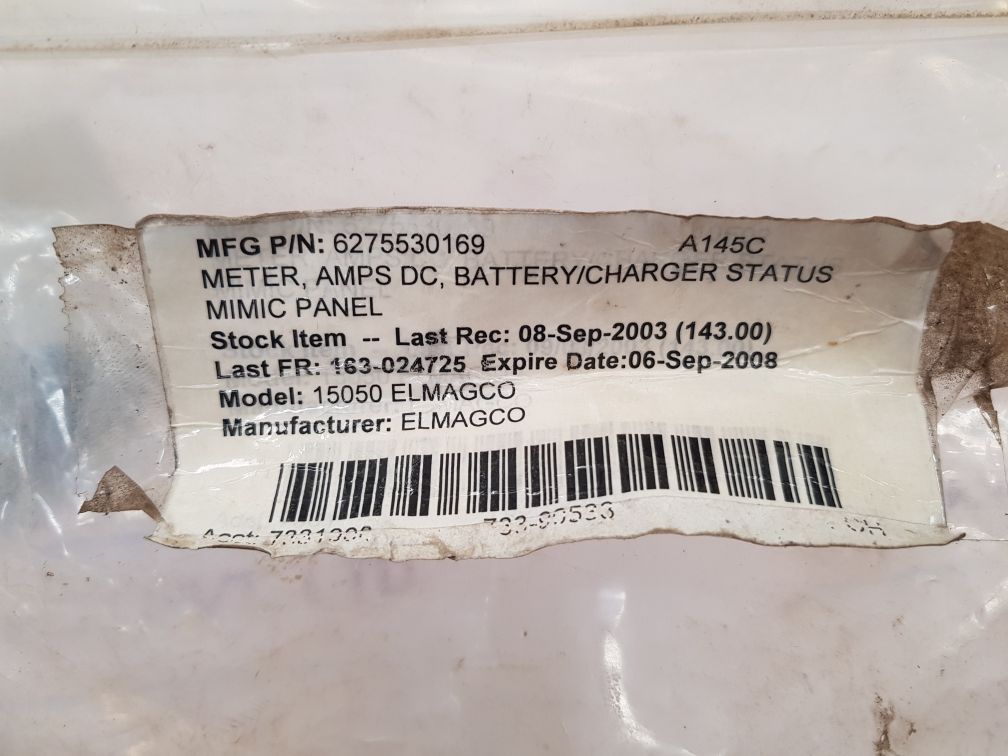 MFG P/N: 6275530169 A145C
METER, AMPS DC, BATTERY/CHARGER STATUS
MIMIC PANEL
Stock Item -- Last Rec: 08-Sep-2003 (143.00)
Last FR: 163-024725 Expire Date:06-Sep-2008
Model: 15050 ELMAGCO
Manufacturer: ELMAGCO